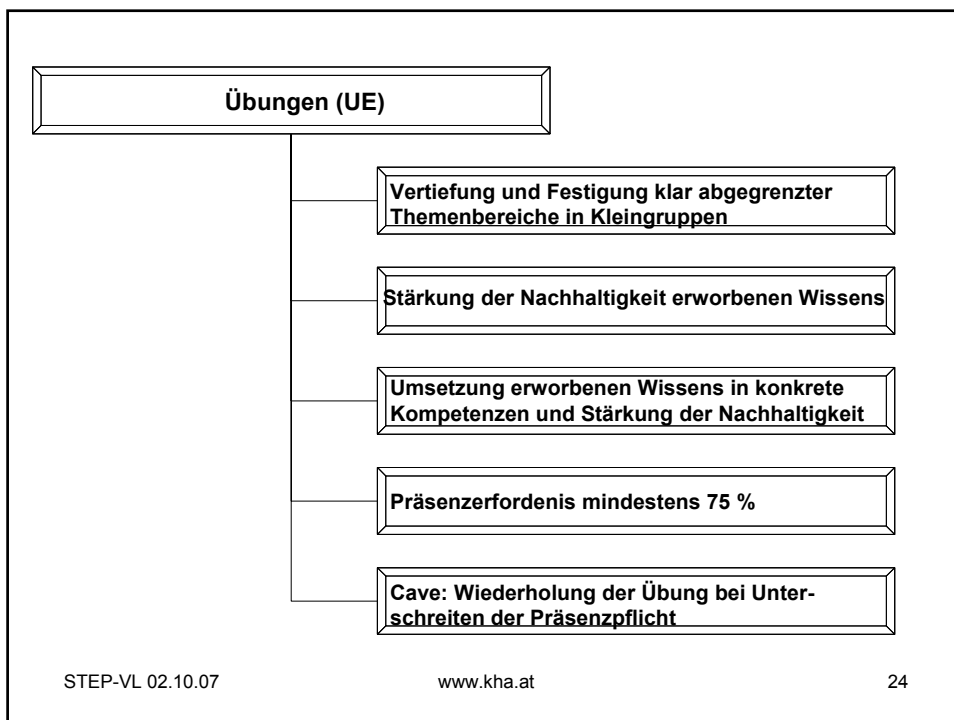 Übungen (UE)
Vertiefung und Festigung klar abgegrenzter
Themenbereiche in Kleingruppen
Stärkung der Nachhaltigkeit erworbenen Wissens
Umsetzung erworbenen Wissens in konkrete
Kompetenzen und Stärkung der Nachhaltigkeit
Präsenzerfordenis mindestens 75 %
Cave: Wiederholung der Übung bei Unter-
schreiten der Präsenzpflicht
STEP-VL 02.10.07 www.kha.at 24